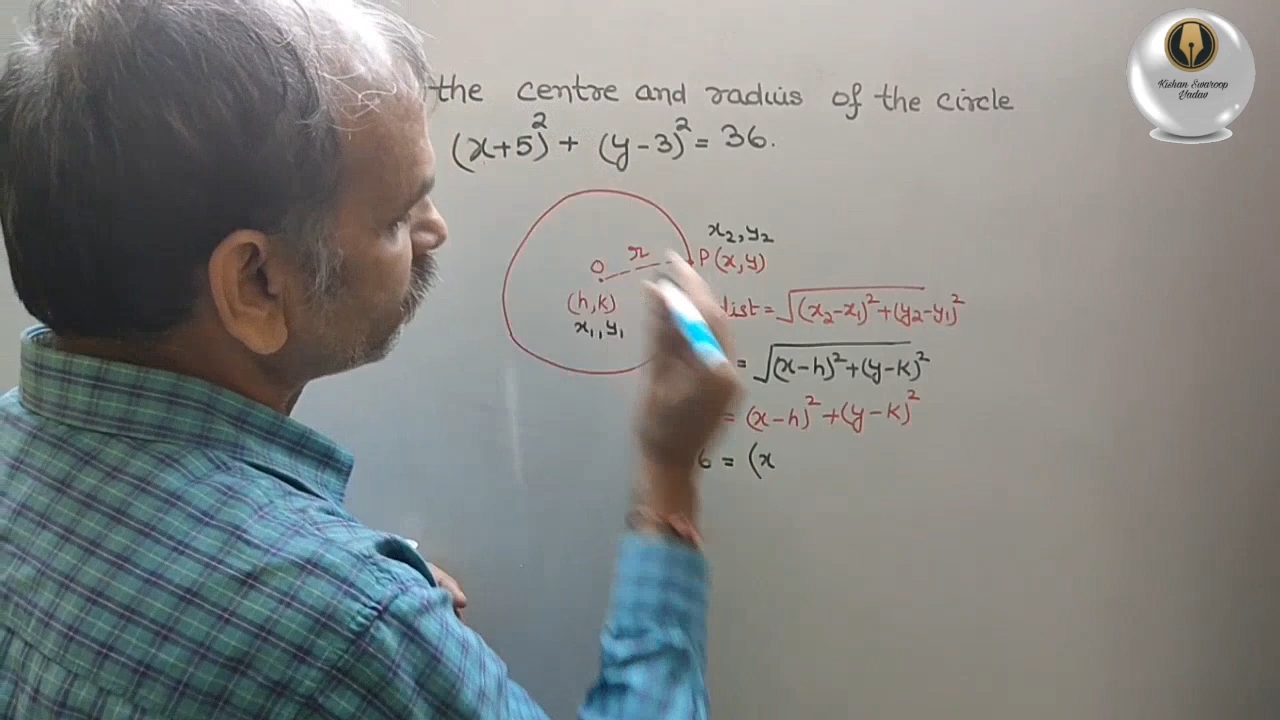 the centre and radius of the circle
(x+5)² + (y-3)² = 36.
x₂, y₂
O r P (x,y)
(h,k)
x₁, y₁
dist = √(x₂-x₁)²+(y₂-y₁)²
= √(x-h)²+(y-k)²
= (x-h)²+(y-k)²
6 = (x
Kishan Swaroop
Yadav